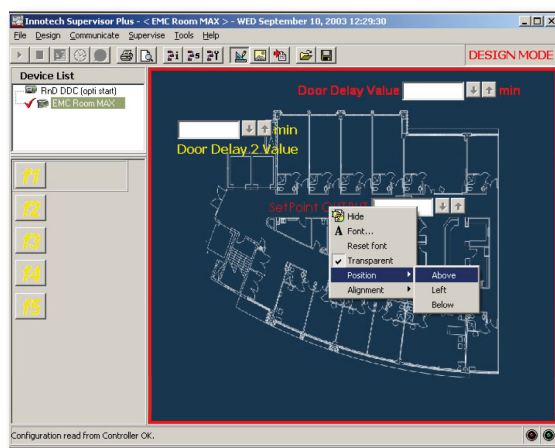 Innotech Supervisor Plus - < EMC Room MAX > - WED September 10, 2003 12:29:30
File Design Communicate Supervise Tools Help
DESIGN MODE
Device List
RnD DDC (opti start)
EMC Room MAX
Door Delay Value min
min
Door Delay.2 Value
f1
f2
f3
f4
f5
SetPoint OUTPUT
Hide
A Font...
Reset font
Transparent
Position
Alignment
Above
Left
Below
Configuration read from Controller OK.